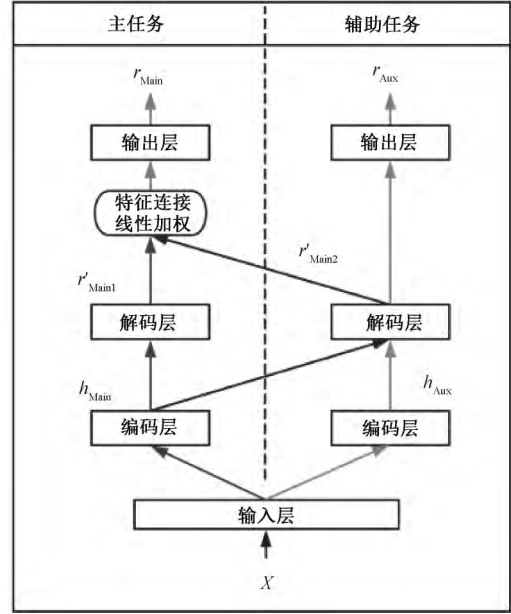 主任务
辅助任务
r_Main
r_Aux
输出层
输出层
特征连接
线性加权
r'_Main2
r'_Main1
解码层
解码层
h_Main
h_Aux
编码层
编码层
输入层
X